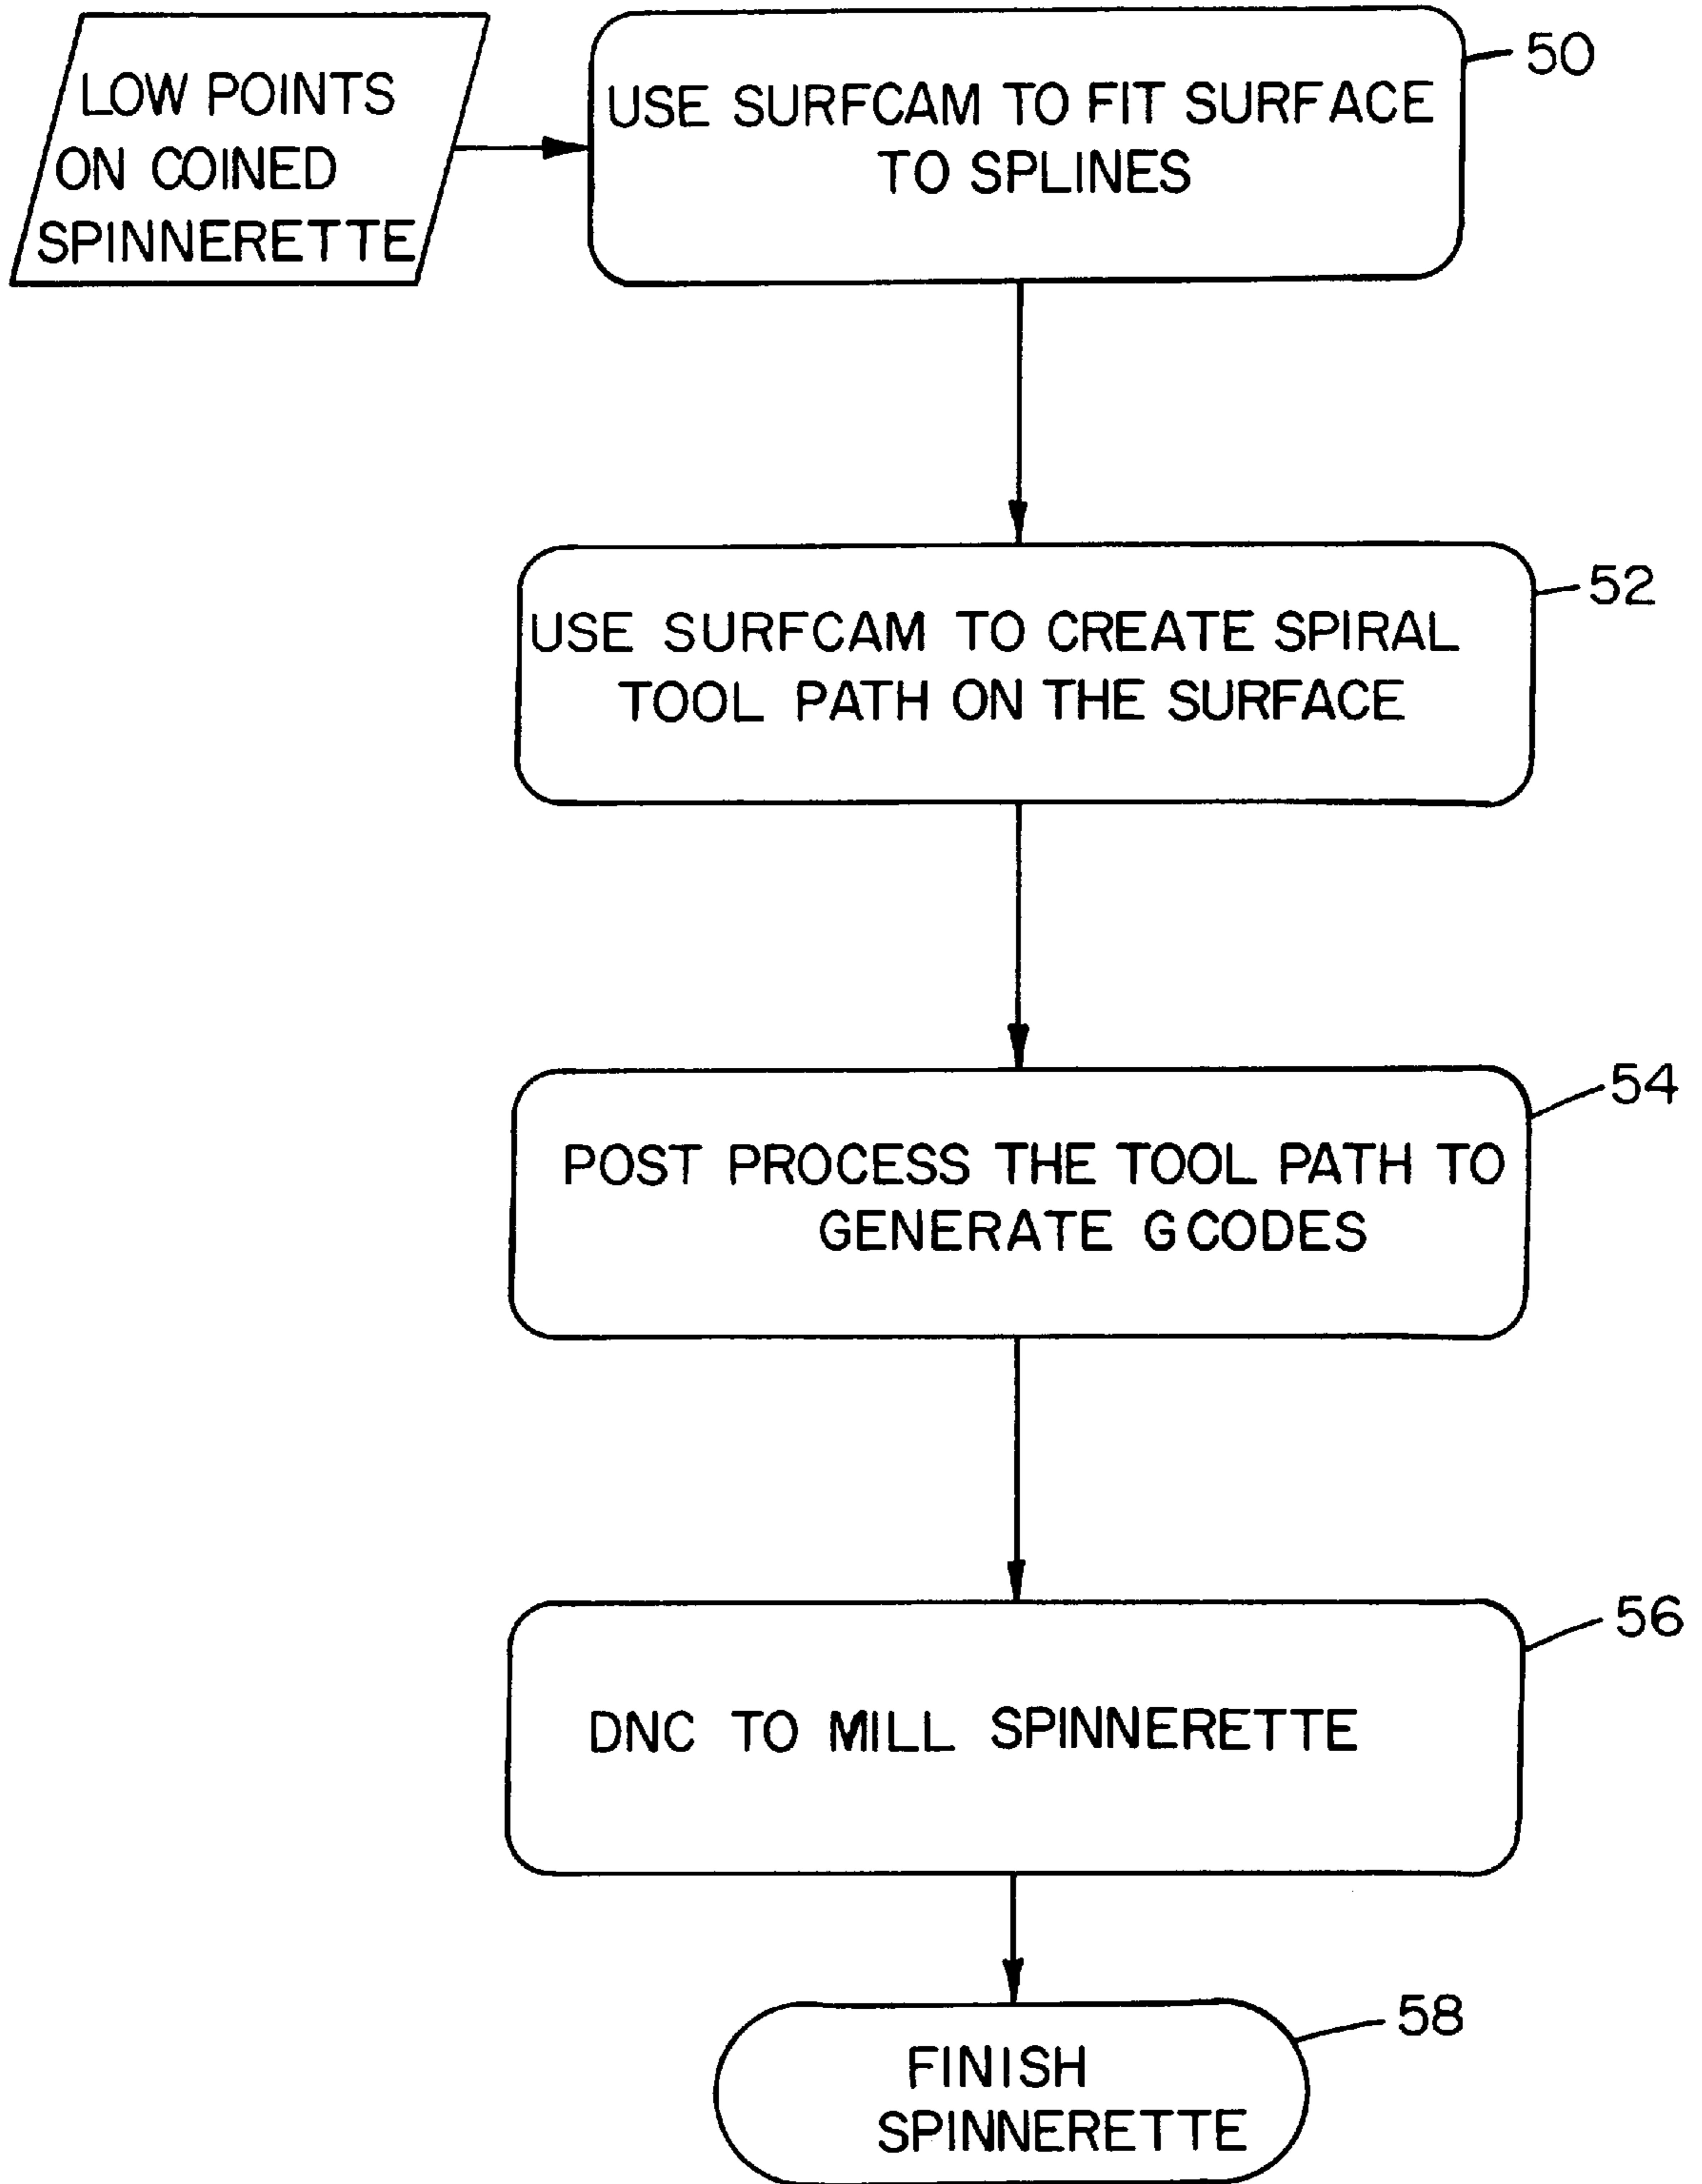 LOW POINTS
ON COINED
SPINNERETTE
USE SURFCAM TO FIT SURFACE
TO SPLINES
50
USE SURFCAM TO CREATE SPIRAL
TOOL PATH ON THE SURFACE
52
POST PROCESS THE TOOL PATH TO
GENERATE G CODES
54
DNC TO MILL SPINNERETTE
56
FINISH
SPINNERETTE
58